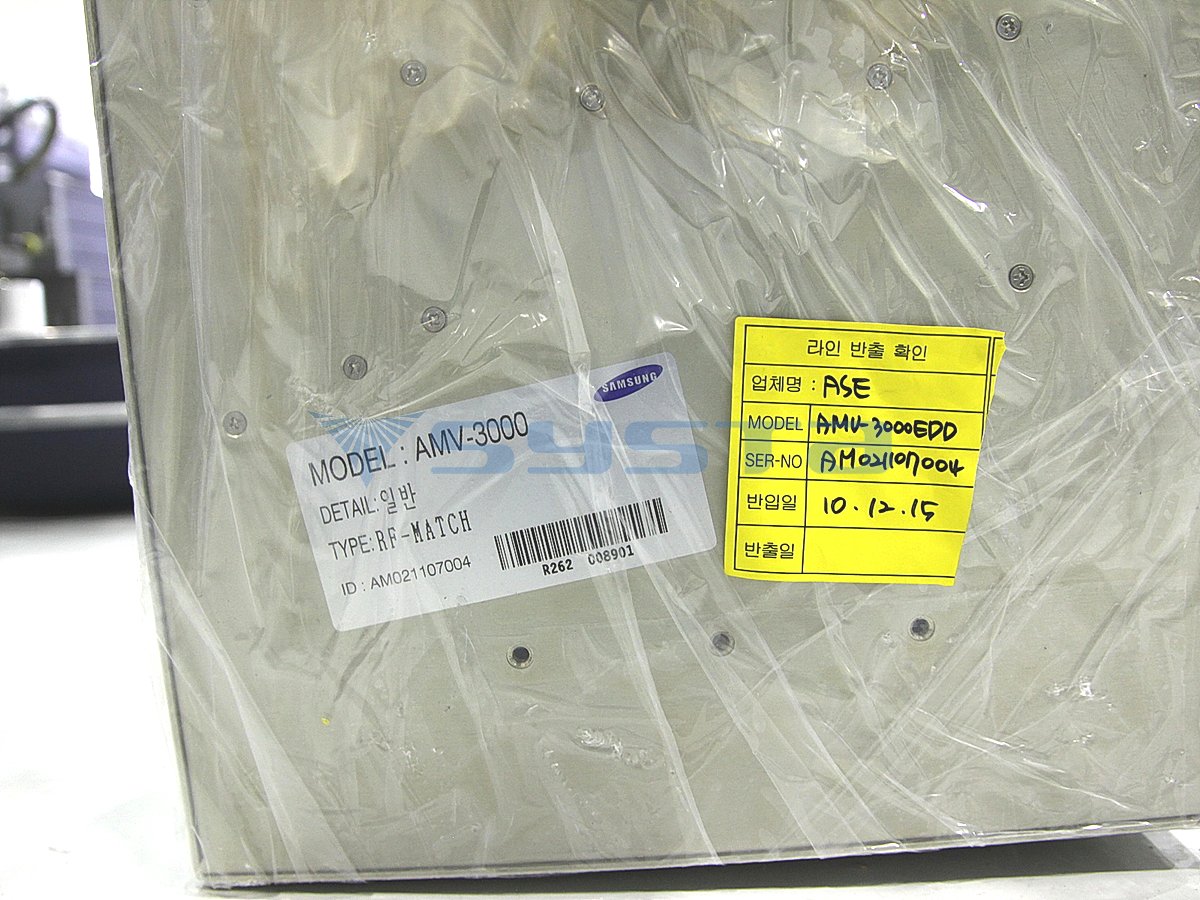 SAMSUNG
MODEL : AMV-3000
DETAIL:일반
TYPE:RF-MATCH
ID : AM021107004
R262 008901
라인 반출 확인
업체명 : ASE
MODEL AMV-3000EDD
SER-NO AM021107004
반입일 10.12.15
반출일